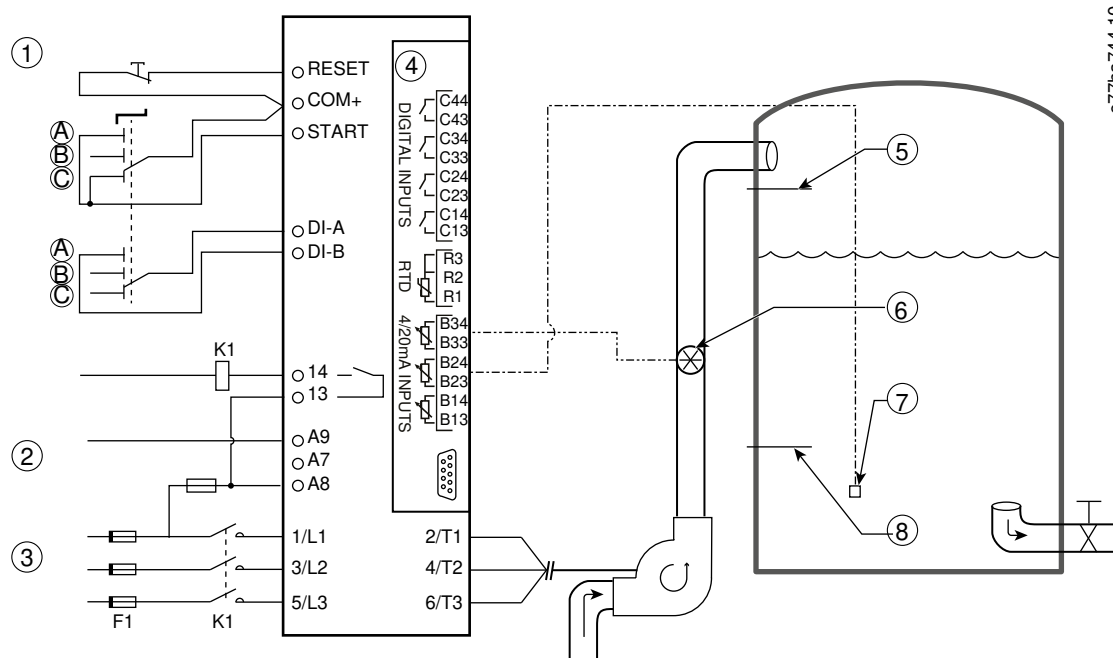 1
RESET
COM+
START
A
B
C
DI-A
DI-B
A
B
C
K1
14
13
2
A9
A7
A8
3
1/L1
3/L2
5/L3
F1
K1
2/T1
4/T2
6/T3
4
DIGITAL INPUTS
C44
C43
C34
C33
C24
C23
C14
C13
RTD
R3
R2
R1
4/20mA INPUTS
B34
B33
B24
B23
B14
B13
5
6
7
8